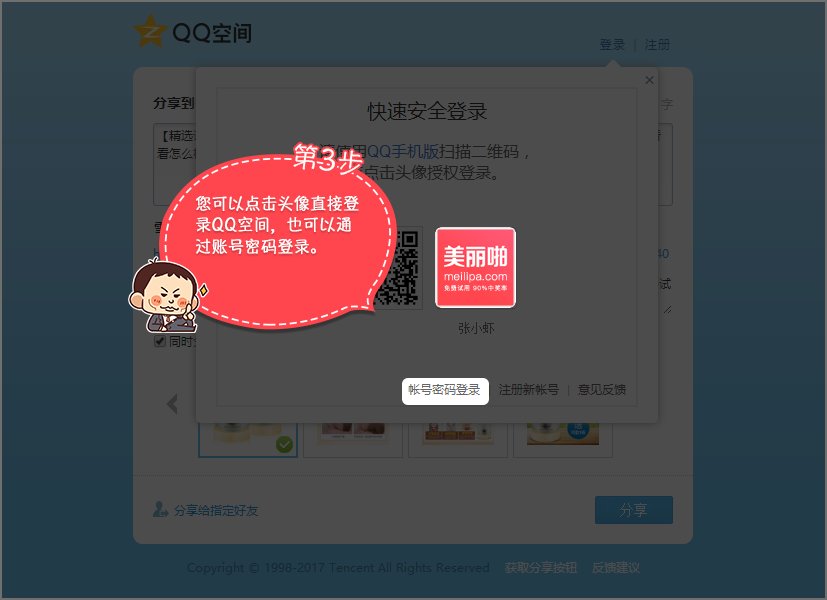 QQ空间
登录 | 注册
分享到
字
【精选
看怎么
快速安全登录
请使用QQ手机版扫描二维码，
点击头像授权登录。
第3步
您可以点击头像直接登
录QQ空间，也可以通
过账号密码登录。
美丽啪
meilipa.com
免费试用 90%中奖率
40
试
张小虾
同时
帐号密码登录 | 注册新帐号 | 意见反馈
分享给指定好友
分享
Copyright © 1998-2017 Tencent All Rights Reserved 获取分享按钮 反馈建议